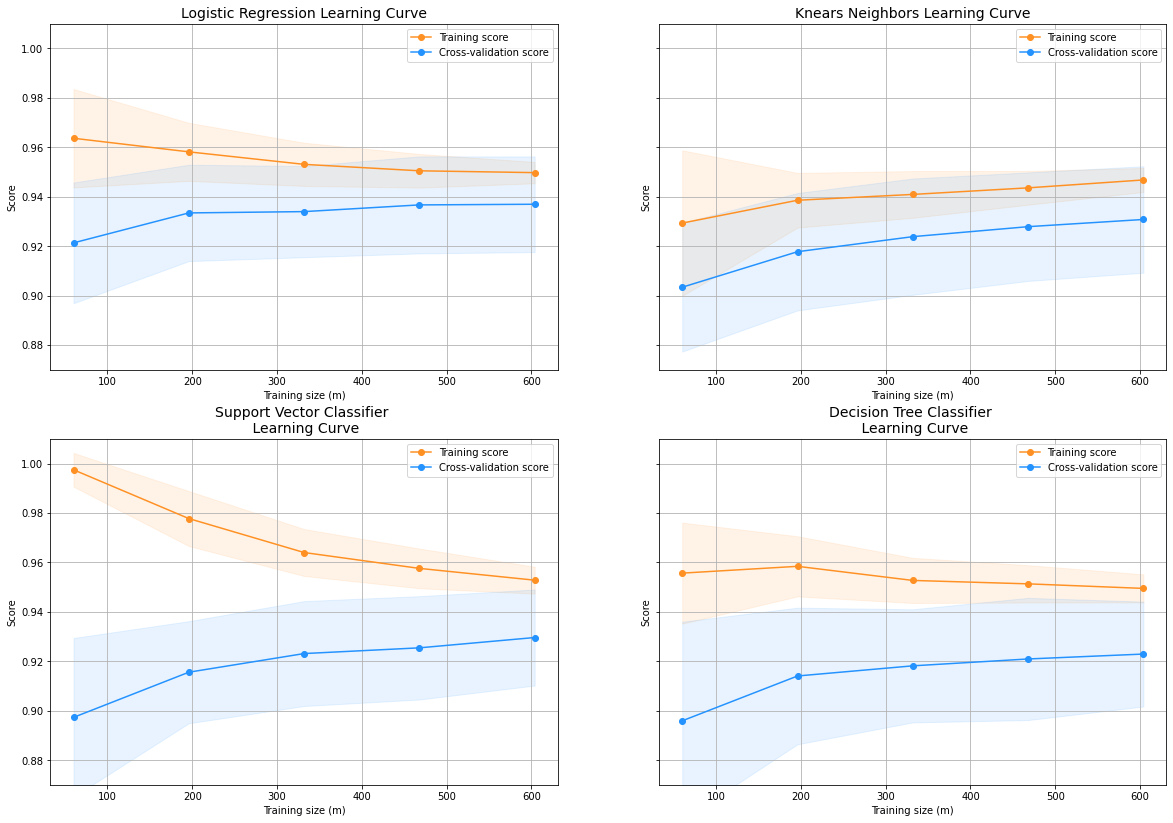 Logistic Regression Learning Curve
Training score
Cross-validation score
1.00
0.98
0.96
0.94
0.92
0.90
0.88
Score
100 200 300 400 500 600
Training size (m)
Knears Neighbors Learning Curve
Training score
Cross-validation score
Score
100 200 300 400 500 600
Training size (m)
Support Vector Classifier
Learning Curve
Training score
Cross-validation score
1.00
0.98
0.96
0.94
0.92
0.90
0.88
Score
100 200 300 400 500 600
Training size (m)
Decision Tree Classifier
Learning Curve
Training score
Cross-validation score
Score
100 200 300 400 500 600
Training size (m)